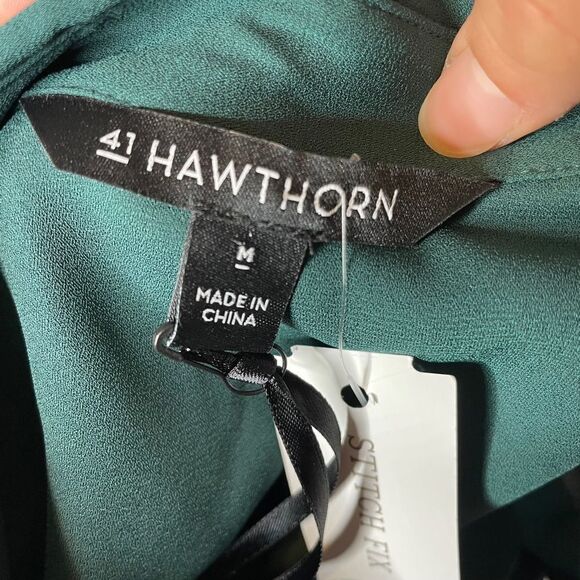 41 HAWTHORN
M
MADE IN
CHINA
STITCH FIX